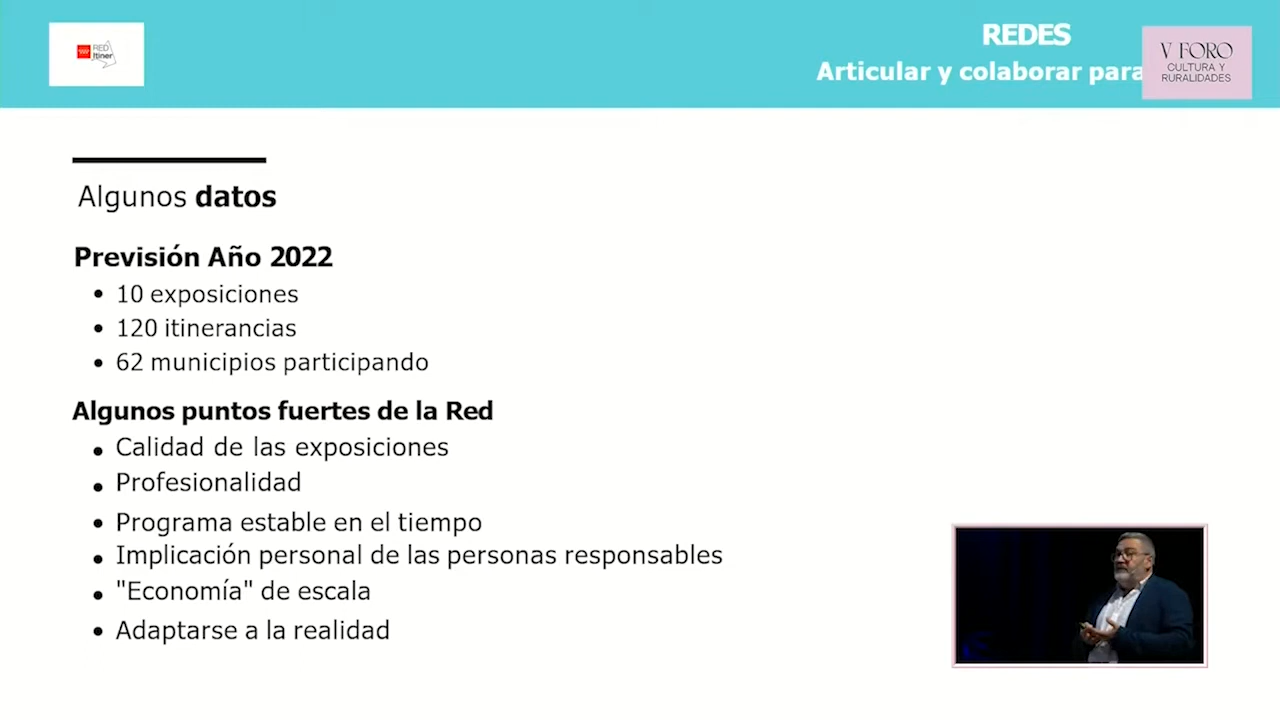 RED
Itiner
REDES
Articular y colaborar para
V FORO
CULTURA Y
RURALIDADES
Algunos datos
Previsión Año 2022
• 10 exposiciones
• 120 itinerancias
• 62 municipios participando
Algunos puntos fuertes de la Red
• Calidad de las exposiciones
• Profesionalidad
• Programa estable en el tiempo
• Implicación personal de las personas responsables
• "Economía" de escala
• Adaptarse a la realidad